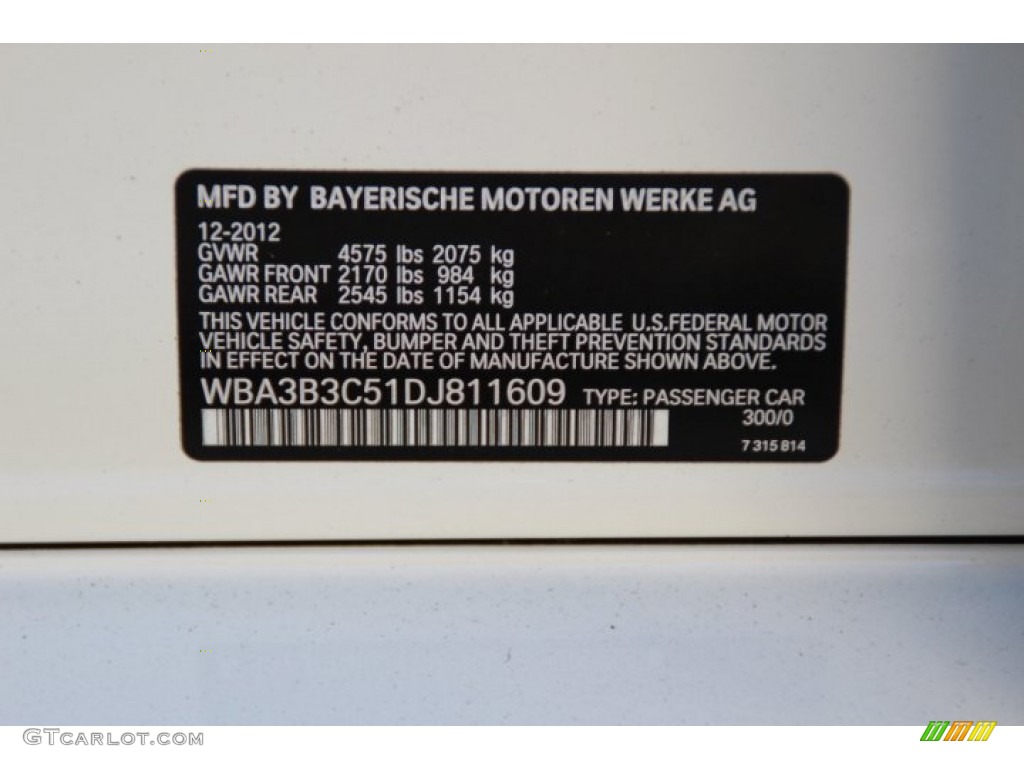 MFD BY BAYERISCHE MOTOREN WERKE AG
12-2012
GVWR 4575 lbs 2075 kg
GAWR FRONT 2170 lbs 984 kg
GAWR REAR 2545 lbs 1154 kg
THIS VEHICLE CONFORMS TO ALL APPLICABLE U.S.FEDERAL MOTOR
VEHICLE SAFETY, BUMPER AND THEFT PREVENTION STANDARDS
IN EFFECT ON THE DATE OF MANUFACTURE SHOWN ABOVE.
WBA3B3C51DJ811609 TYPE: PASSENGER CAR
300/0
7 315 814
GTCARLOT.COM